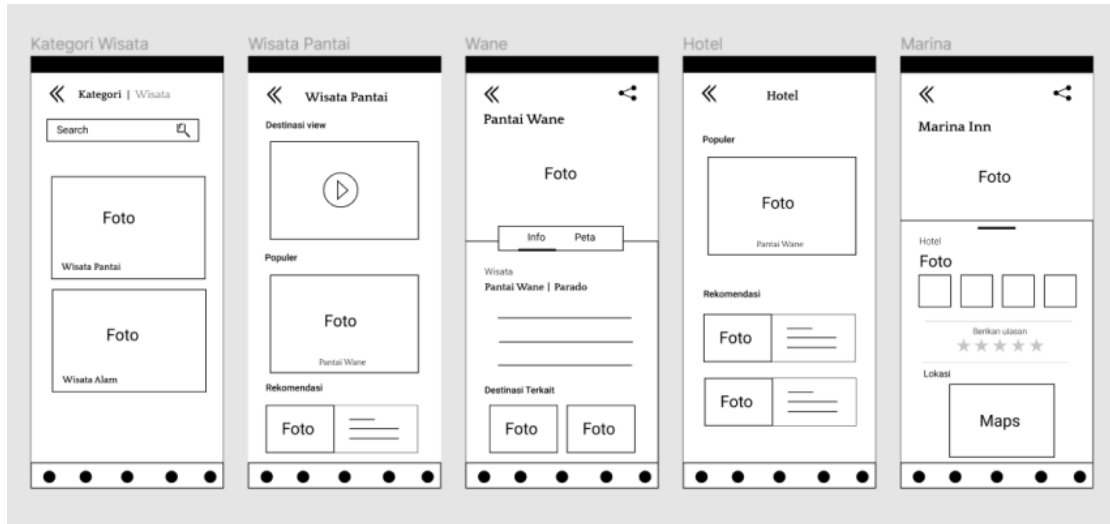 Kategori Wisata
Kategori | Wisata
Search
Foto
Wisata Pantai
Foto
Wisata Alam
Wisata Pantai
Wisata Pantai
Destinasi view
Populer
Foto
Pantai Wane
Rekomendasi
Foto
Wane
Pantai Wane
Foto
Info Peta
Wisata
Pantai Wane | Parado
Destinasi Terkait
Foto Foto
Hotel
Hotel
Populer
Foto
Pantai Wane
Rekomendasi
Foto
Foto
Marina
Marina Inn
Foto
Hotel
Foto
Berikan ulasan
Lokasi
Maps